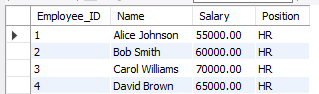 Employee_ID Name Salary Position
1 Alice Johnson 55000.00 HR
2 Bob Smith 60000.00 HR
3 Carol Williams 70000.00 HR
4 David Brown 65000.00 HR